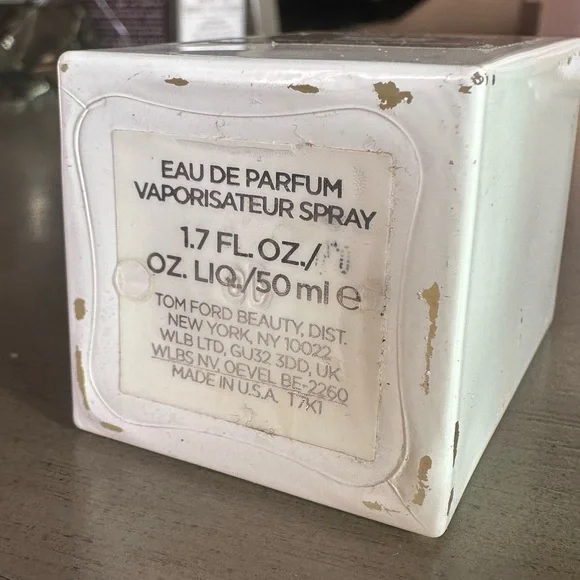 EAU DE PARFUM
VAPORISATEUR SPRAY
1.7 FL. OZ./
OZ. LIQ./50 ml e
TOM FORD BEAUTY, DIST.
NEW YORK, NY 10022
WLB LTD, GU32 3DD, UK
WLBS NV, OEVEL BE-2260
MADE IN U.S.A. T7K1